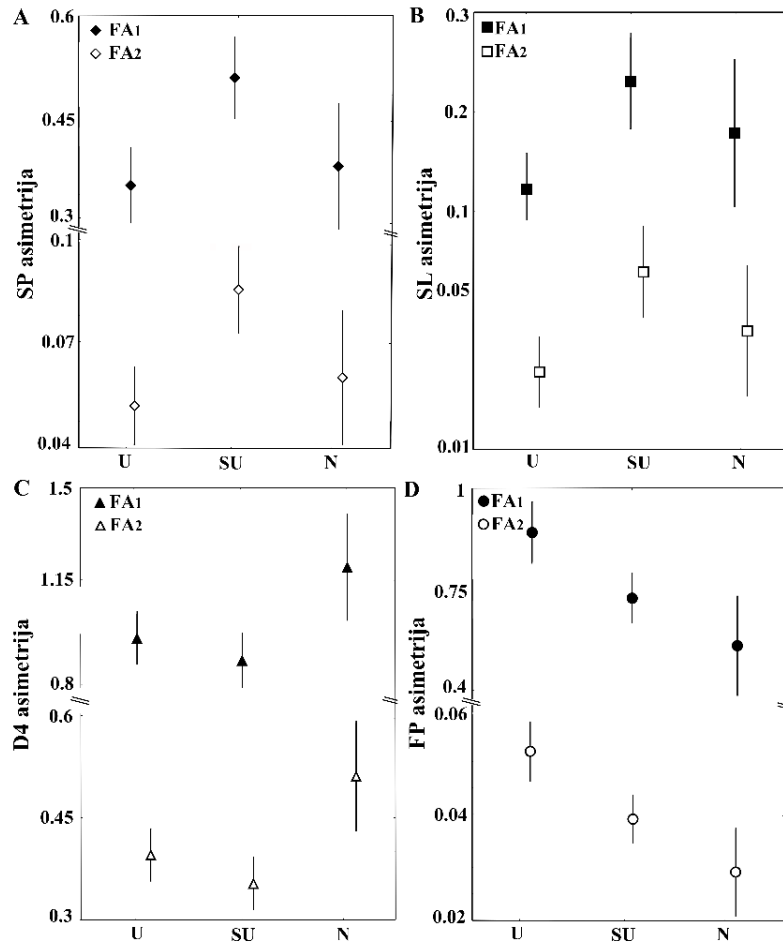 A
SP asimetrija
0.6
0.45
0.3
0.1
0.07
0.04
FA1
FA2
U SU N
B
SL asimetrija
0.3
0.2
0.1
0.05
0.01
FA1
FA2
U SU N
C
D4 asimetrija
1.5
1.15
0.8
0.6
0.45
0.3
FA1
FA2
U SU N
D
FP asimetrija
1
0.75
0.4
0.06
0.04
0.02
FA1
FA2
U SU N